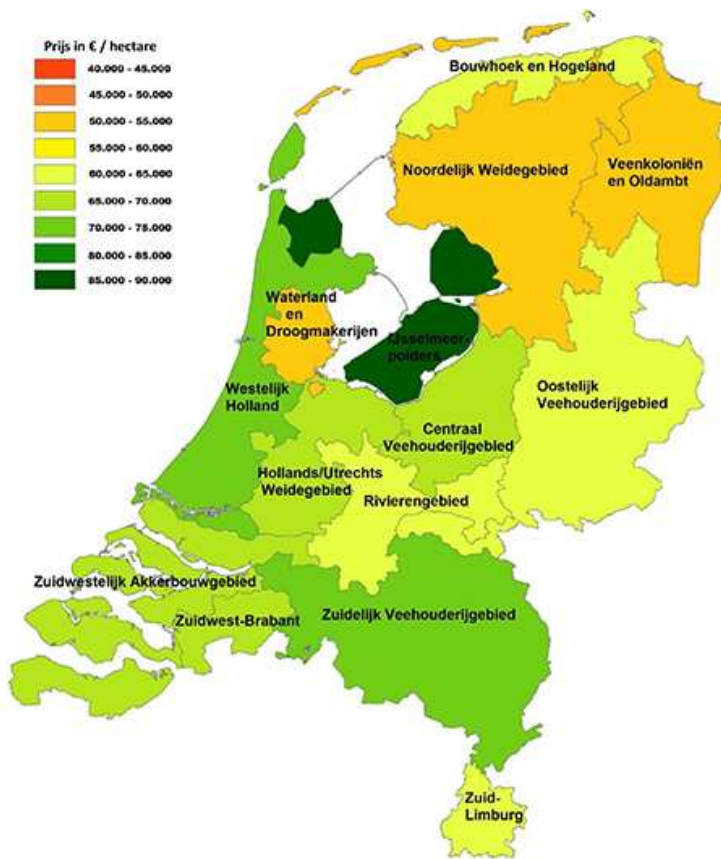 Prijs in € / hectare
40.000 - 45.000
45.000 - 50.000
50.000 - 55.000
55.000 - 60.000
60.000 - 65.000
65.000 - 70.000
70.000 - 75.000
80.000 - 85.000
85.000 - 90.000
Bouwhoek en Hogeland
Noordelijk Weidegebied
Veenkoloniën
en Oldambt
Waterland
en
Droogmakerijen
IJsselmeer-
polders
Westelijk
Holland
Oostelijk
Veehouderijgebied
Centraal
Veehouderijgebied
Hollands/Utrechts
Weidegebied
Rivierengebied
Zuidwestelijk Akkerbouwgebied
Zuidwest-Brabant
Zuidelijk Veehouderijgebied
Zuid-
Limburg